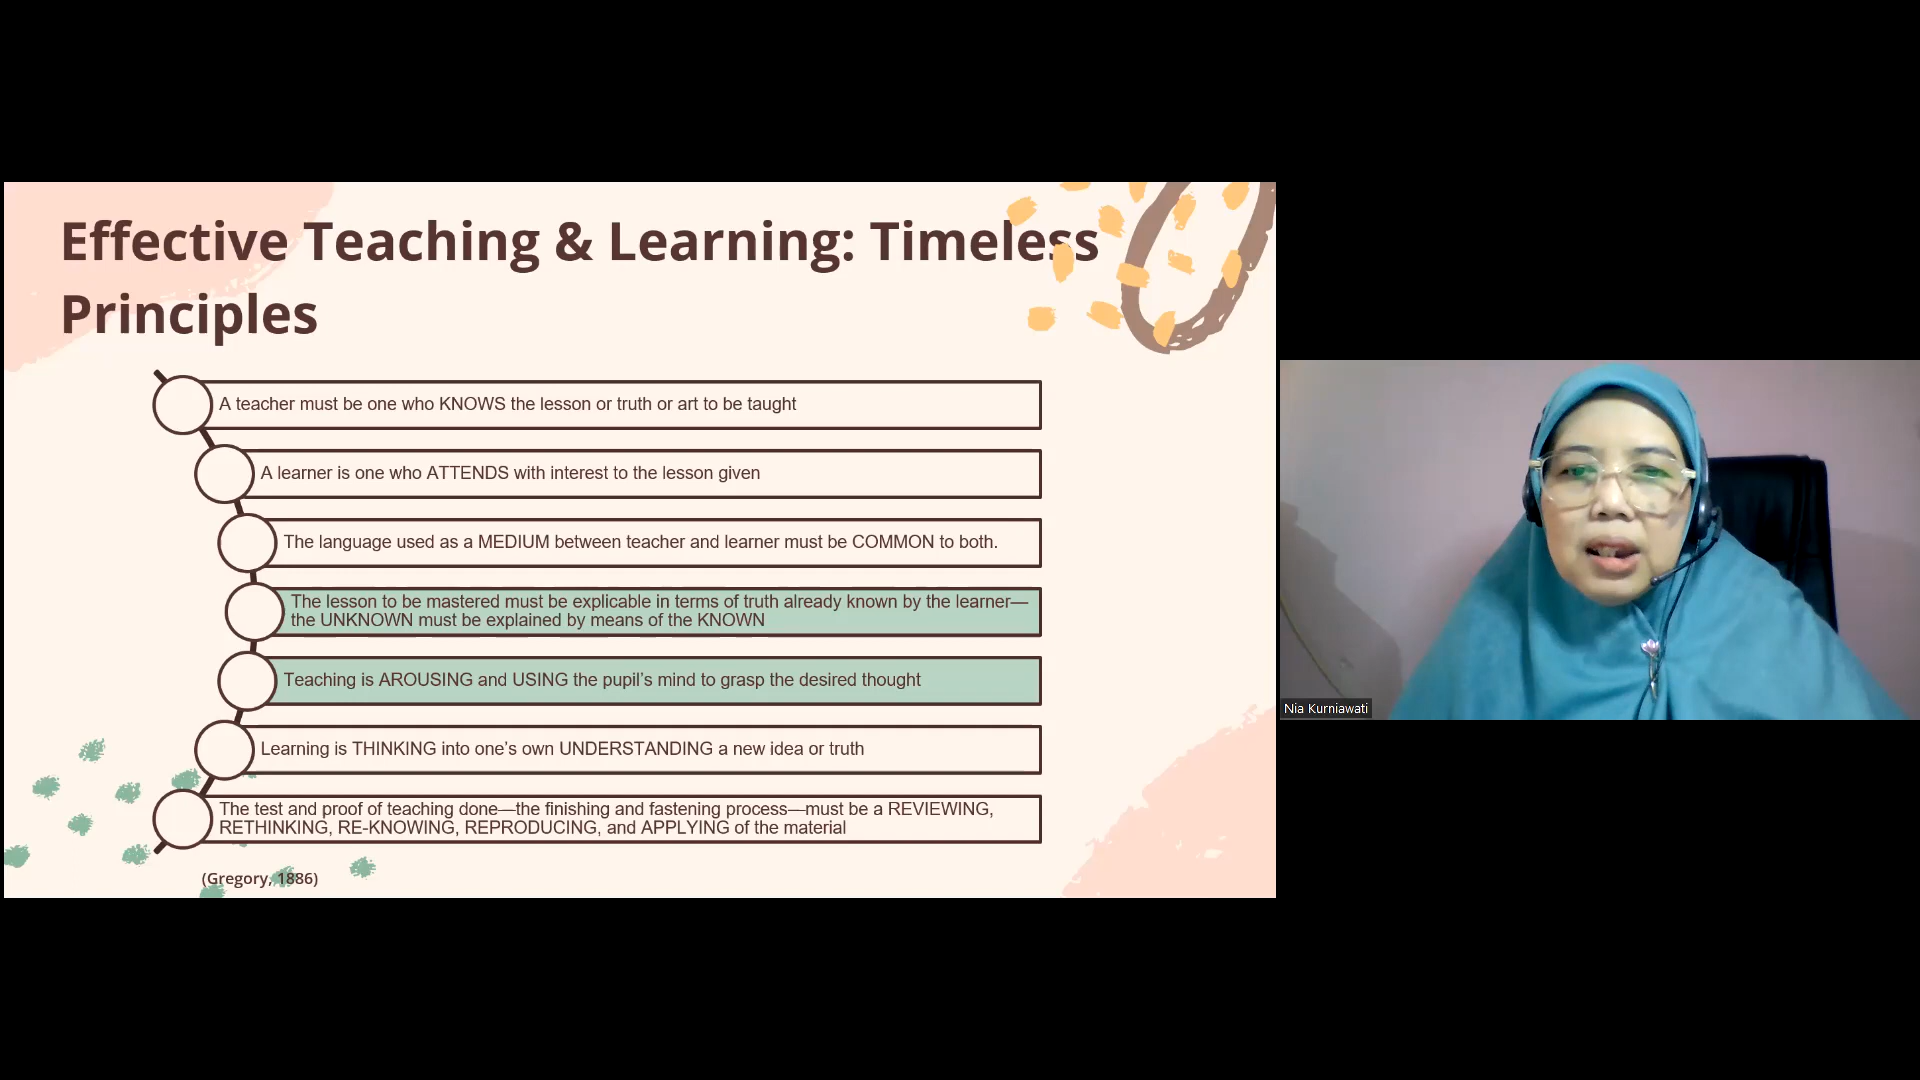 Effective Teaching & Learning: Timeless
Principles
A teacher must be one who KNOWS the lesson or truth or art to be taught
A learner is one who ATTENDS with interest to the lesson given
The language used as a MEDIUM between teacher and learner must be COMMON to both.
The lesson to be mastered must be explicable in terms of truth already known by the learner—
the UNKNOWN must be explained by means of the KNOWN
Teaching is AROUSING and USING the pupil’s mind to grasp the desired thought
Learning is THINKING into one’s own UNDERSTANDING a new idea or truth
The test and proof of teaching done—the finishing and fastening process—must be a REVIEWING,
RETHINKING, RE-KNOWING, REPRODUCING, and APPLYING of the material
(Gregory, 1886)
Nia Kurniawati